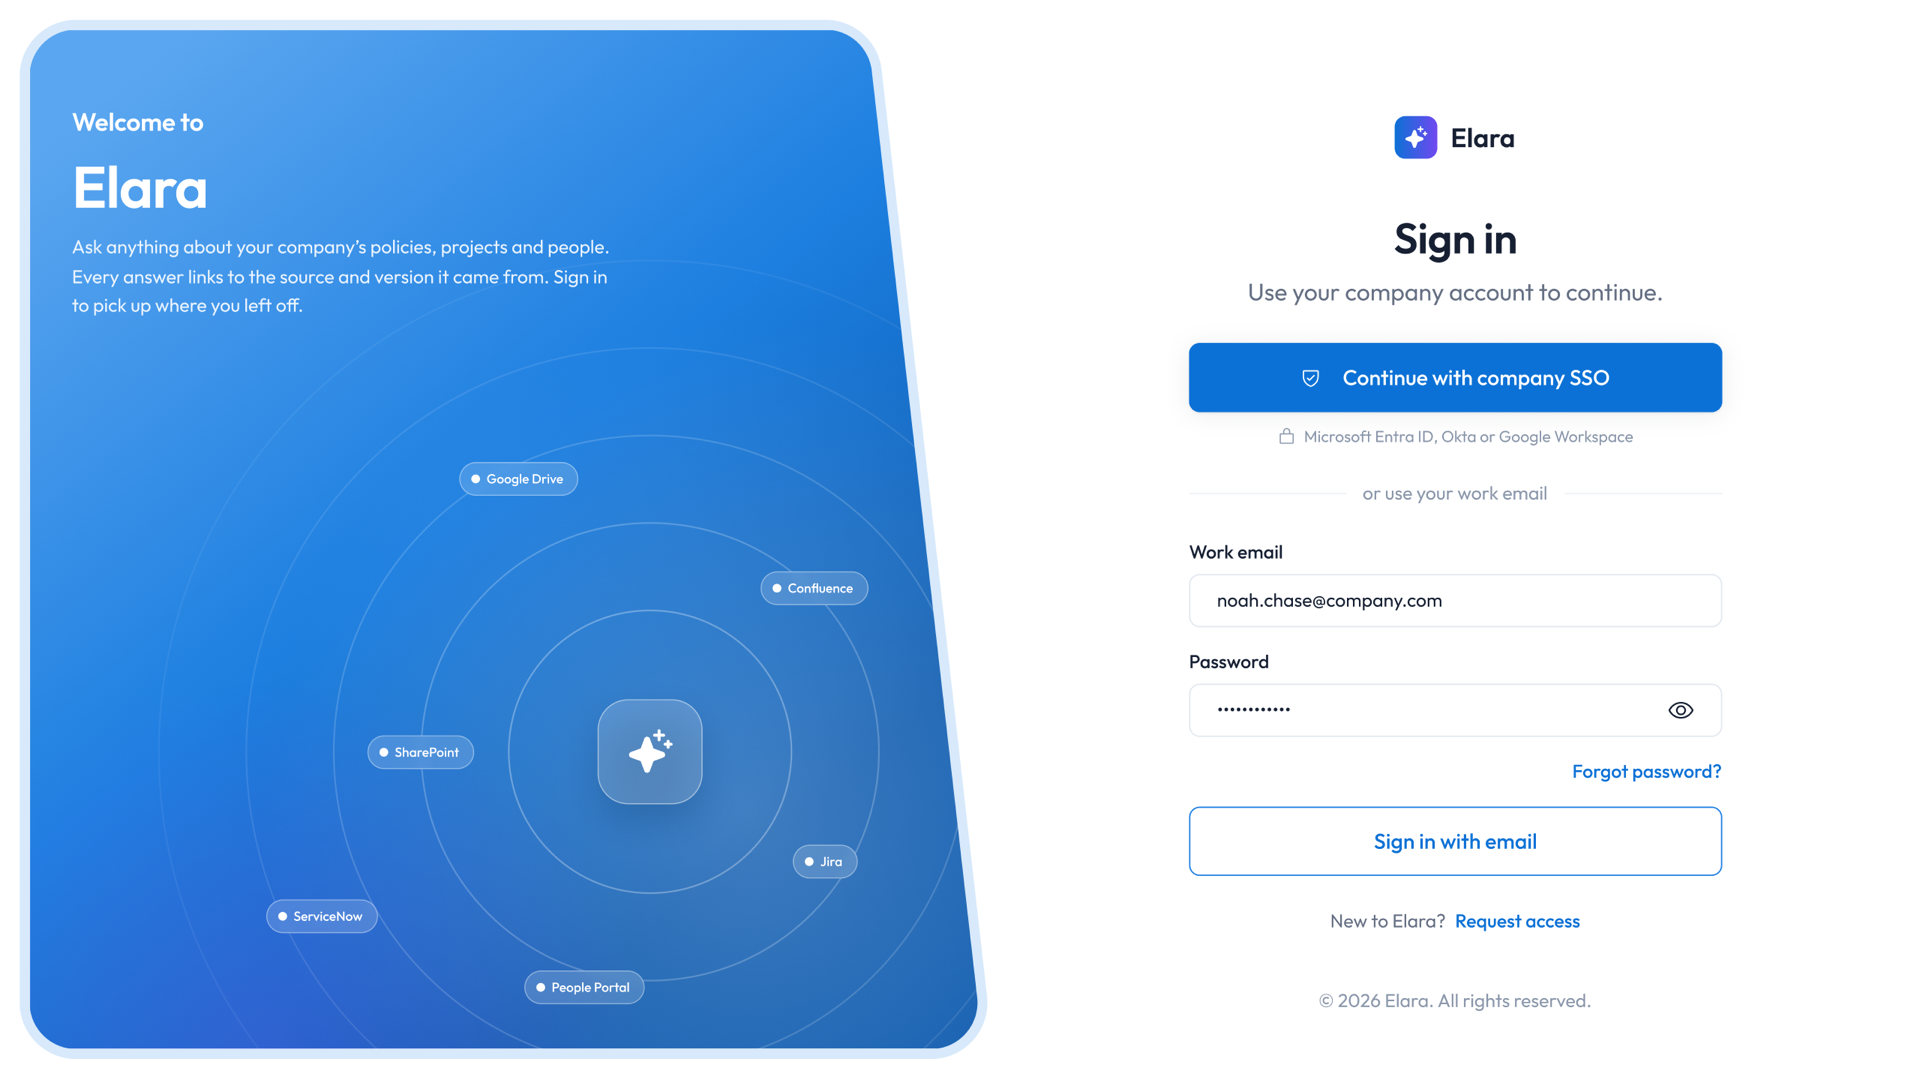 Welcome to
Elara
Ask anything about your company’s policies, projects and people.
Every answer links to the source and version it came from. Sign in
to pick up where you left off.
Google Drive
Confluence
SharePoint
Jira
ServiceNow
People Portal
Elara
Sign in
Use your company account to continue.
Continue with company SSO
Microsoft Entra ID, Okta or Google Workspace
or use your work email
Work email
noah.chase@company.com
Password
••••••••••••
Forgot password?
Sign in with email
New to Elara? Request access
© 2026 Elara. All rights reserved.